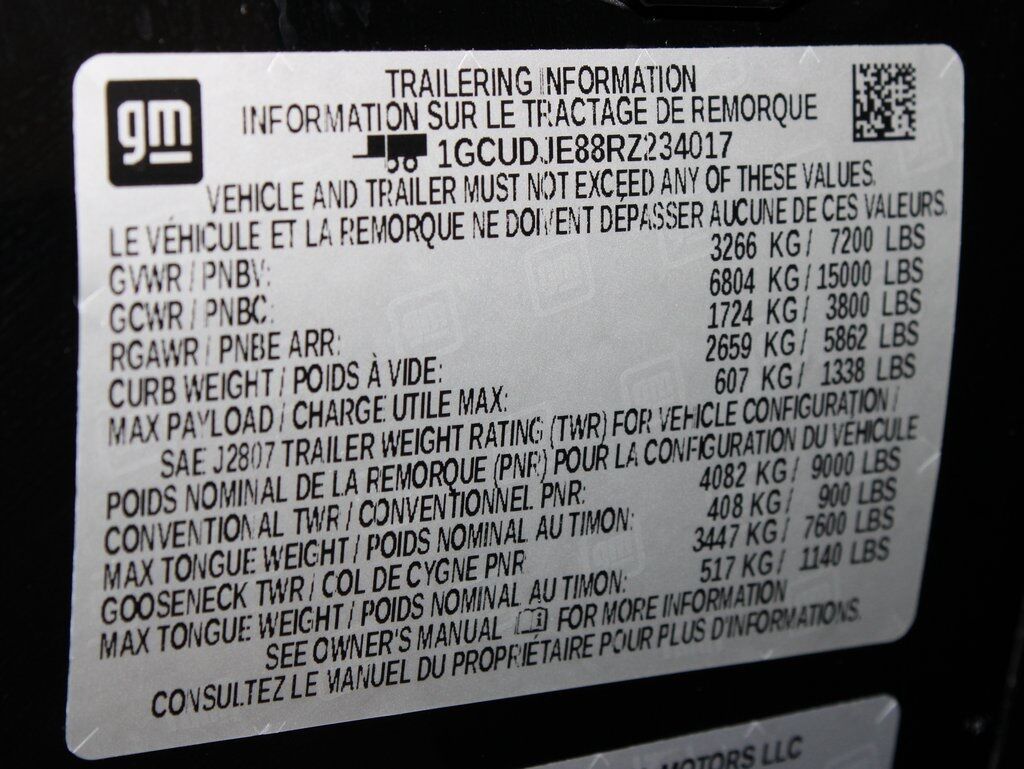 gm
TRAILERING INFORMATION
INFORMATION SUR LE TRACTAGE DE REMORQUE
1GCUDJE88RZ234017
VEHICLE AND TRAILER MUST NOT EXCEED ANY OF THESE VALUES.
LE VÉHICULE ET LA REMORQUE NE DOIVENT DÉPASSER AUCUNE DE CES VALEURS.
GVWR / PNBV: 3266 KG / 7200 LBS
GCWR / PNBC: 6804 KG / 15000 LBS
RGAWR / PNBE ARR: 1724 KG / 3800 LBS
CURB WEIGHT / POIDS À VIDE: 2659 KG / 5862 LBS
MAX PAYLOAD / CHARGE UTILE MAX: 607 KG / 1338 LBS
SAE J2807 TRAILER WEIGHT RATING (TWR) FOR VEHICLE CONFIGURATION /
POIDS NOMINAL DE LA REMORQUE (PNR) POUR LA CONFIGURATION DU VÉHICULE
CONVENTIONAL TWR / CONVENTIONNEL PNR: 4082 KG / 9000 LBS
MAX TONGUE WEIGHT / POIDS NOMINAL AU TIMON: 408 KG / 900 LBS
GOOSENECK TWR / COL DE CYGNE PNR 3447 KG / 7600 LBS
MAX TONGUE WEIGHT / POIDS NOMINAL AU TIMON: 517 KG / 1140 LBS
SEE OWNER'S MANUAL FOR MORE INFORMATION
CONSULTEZ LE MANUEL DU PROPRIÉTAIRE POUR PLUS D'INFORMATIONS.
MOTORS LLC